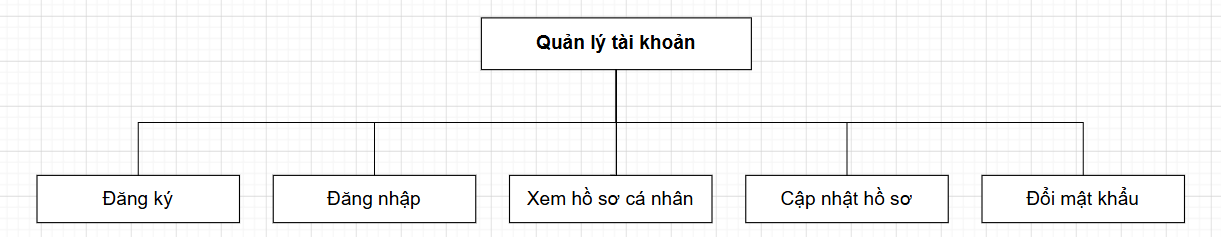 Quản lý tài khoản
Đăng ký
Đăng nhập
Xem hồ sơ cá nhân
Cập nhật hồ sơ
Đổi mật khẩu